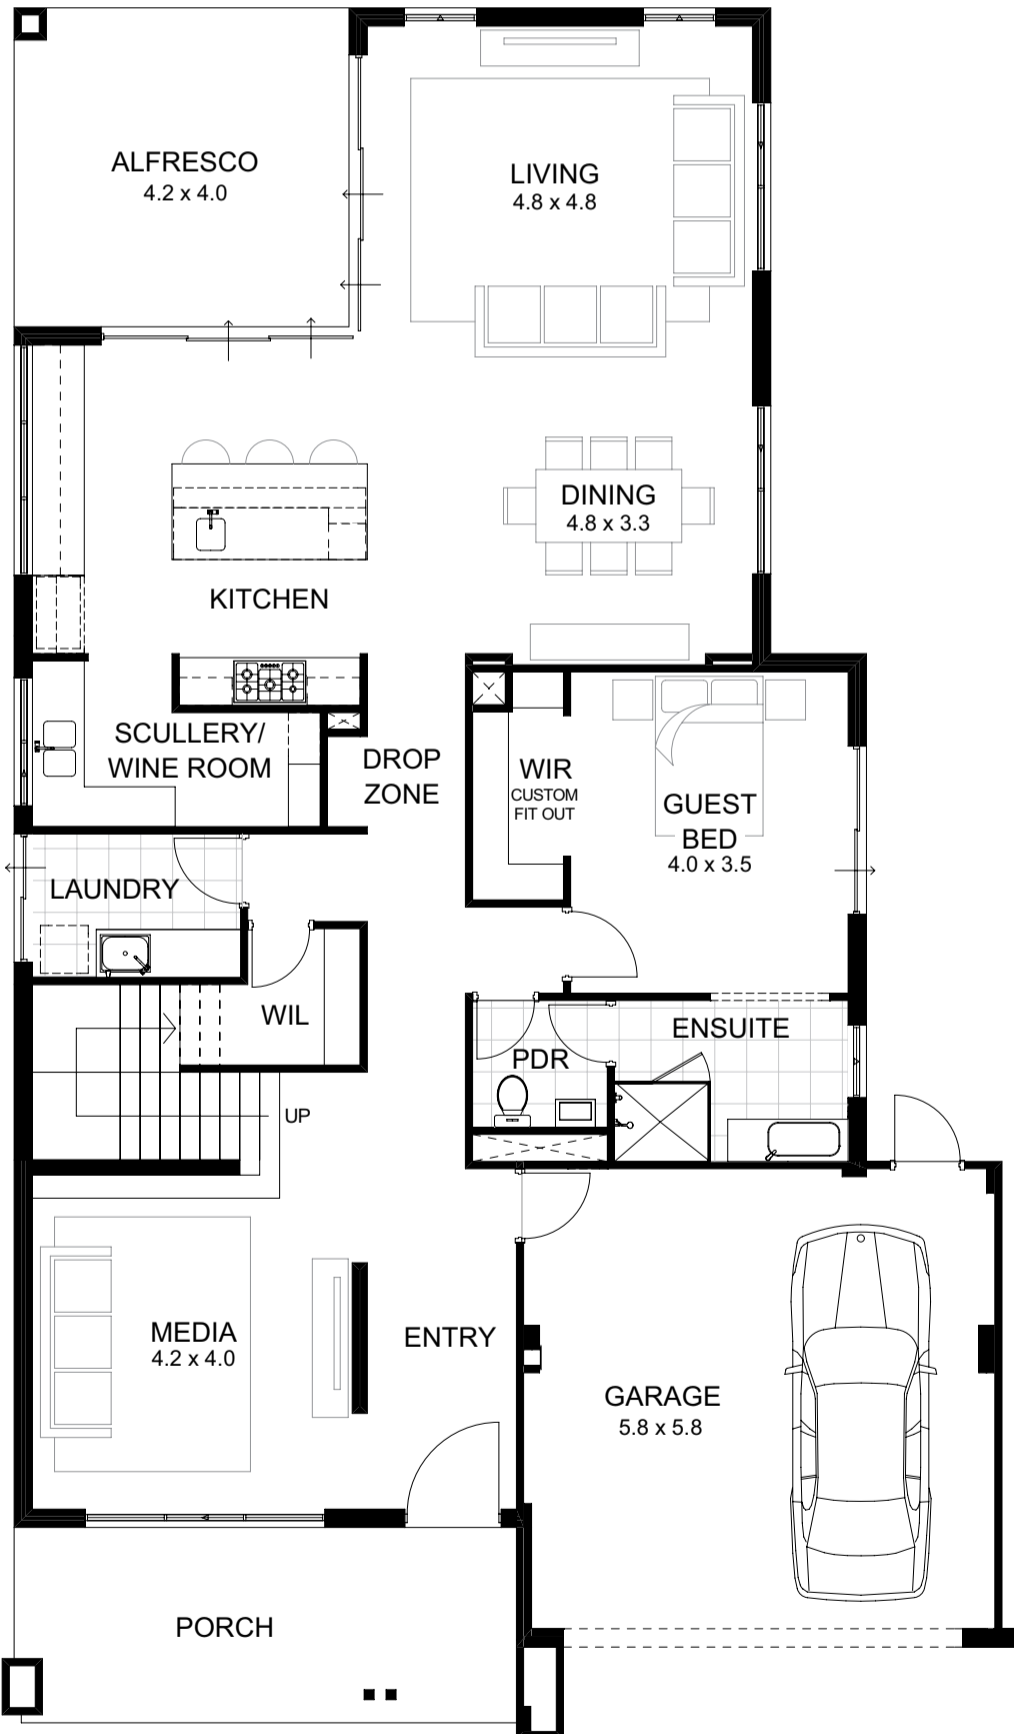 ALFRESCO
4.2 x 4.0
LIVING
4.8 x 4.8
DINING
4.8 x 3.3
KITCHEN
SCULLERY/
WINE ROOM
DROP
ZONE
WIR
CUSTOM
FIT OUT
GUEST
BED
4.0 x 3.5
LAUNDRY
WIL
PDR
ENSUITE
UP
MEDIA
4.2 x 4.0
ENTRY
GARAGE
5.8 x 5.8
PORCH